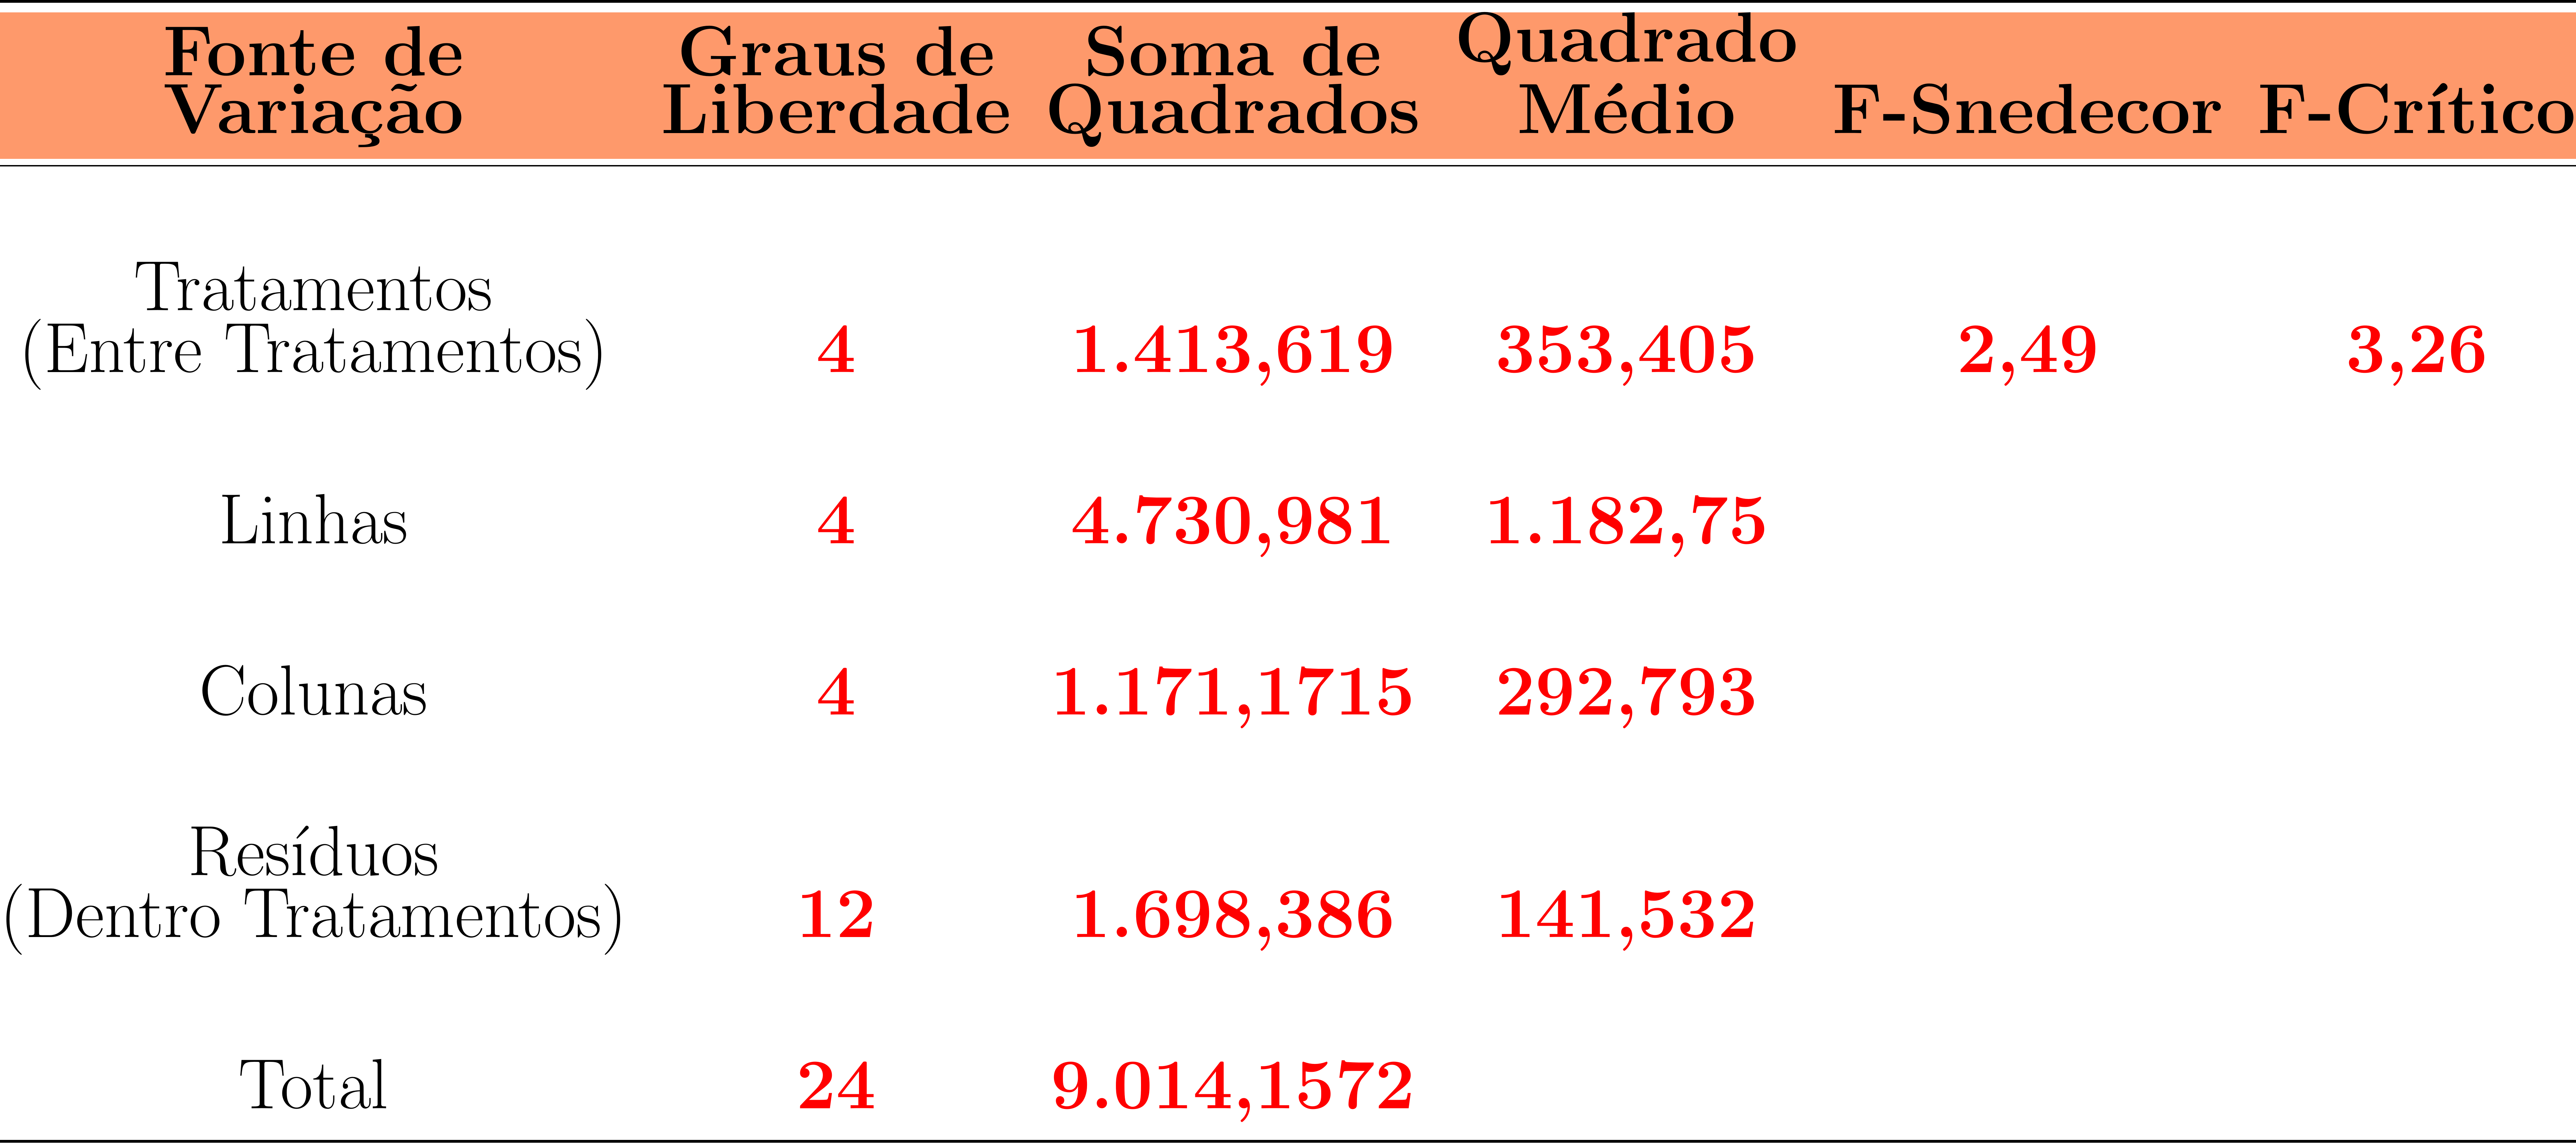 Fonte de Variação Graus de Liberdade Soma de Quadrados Quadrado Médio F-Snedecor F-Crítico
Tratamentos
(Entre Tratamentos) 4 1.413,619 353,405 2,49 3,26
Linhas 4 4.730,981 1.182,75
Colunas 4 1.171,1715 292,793
Resíduos
(Dentro Tratamentos) 12 1.698,386 141,532
Total 24 9.014,1572